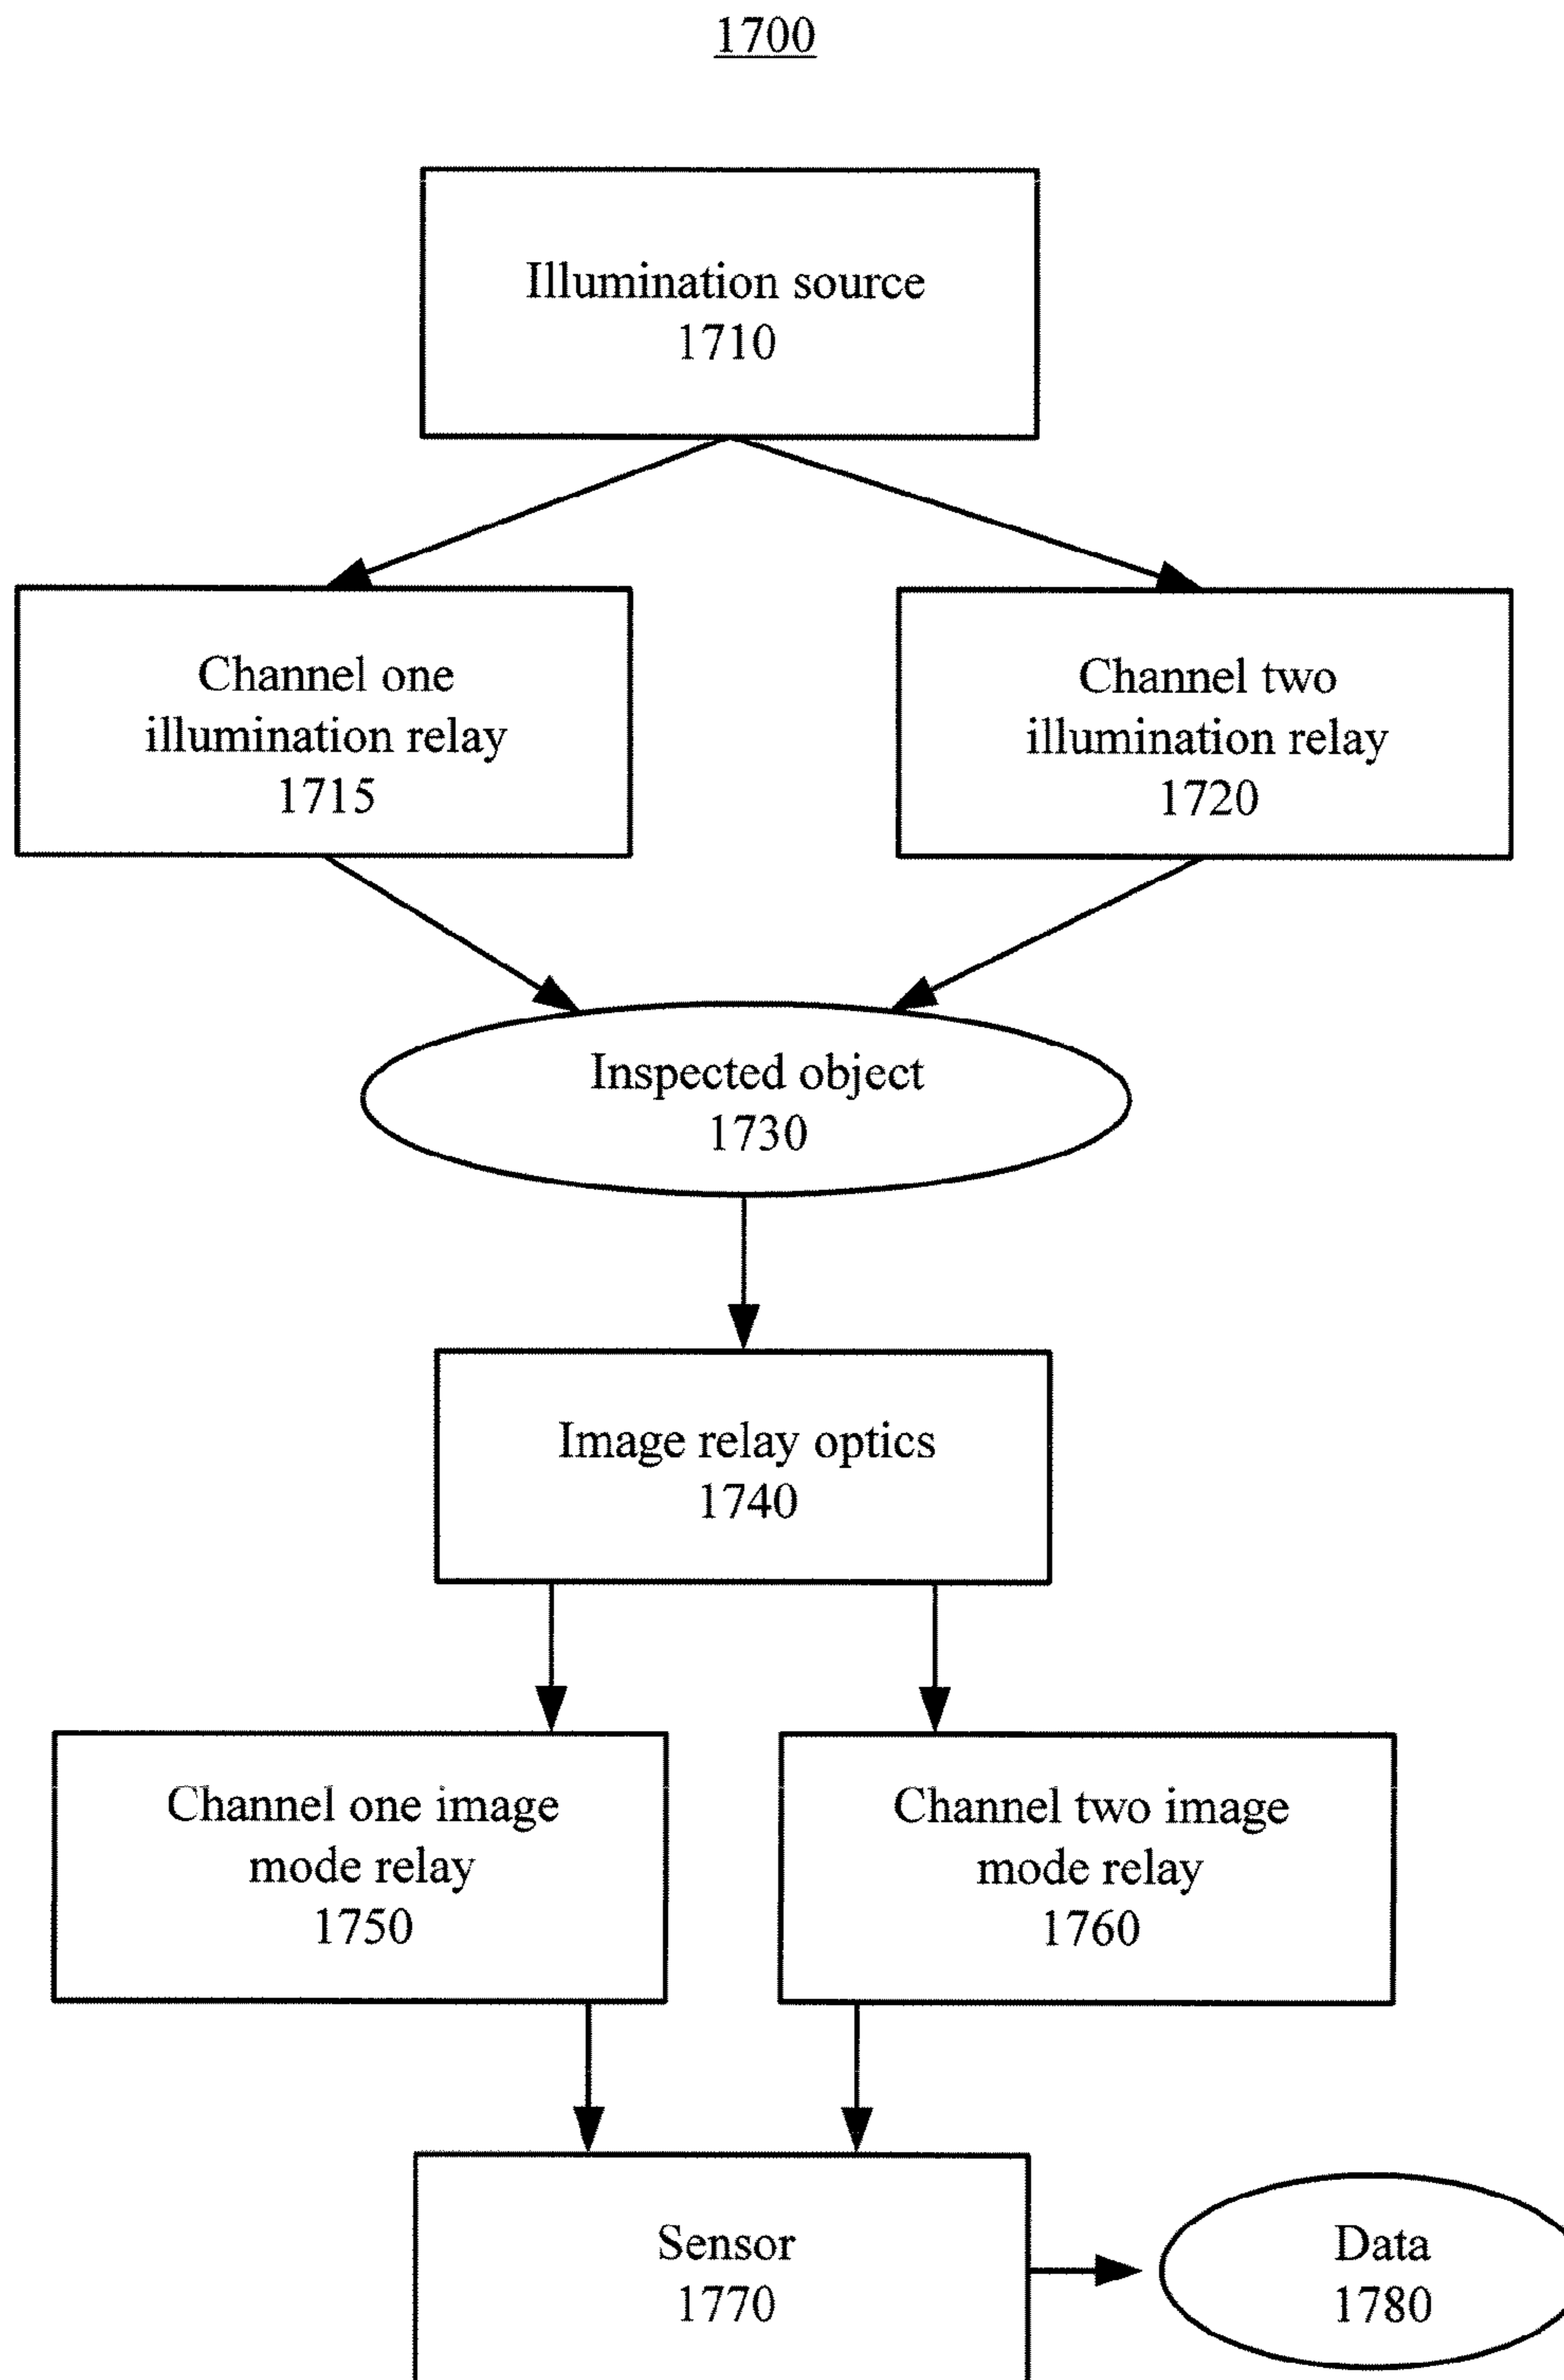 1700
Illumination source
1710
Channel one
illumination relay
1715
Channel two
illumination relay
1720
Inspected object
1730
Image relay optics
1740
Channel one image
mode relay
1750
Channel two image
mode relay
1760
Sensor
1770
Data
1780